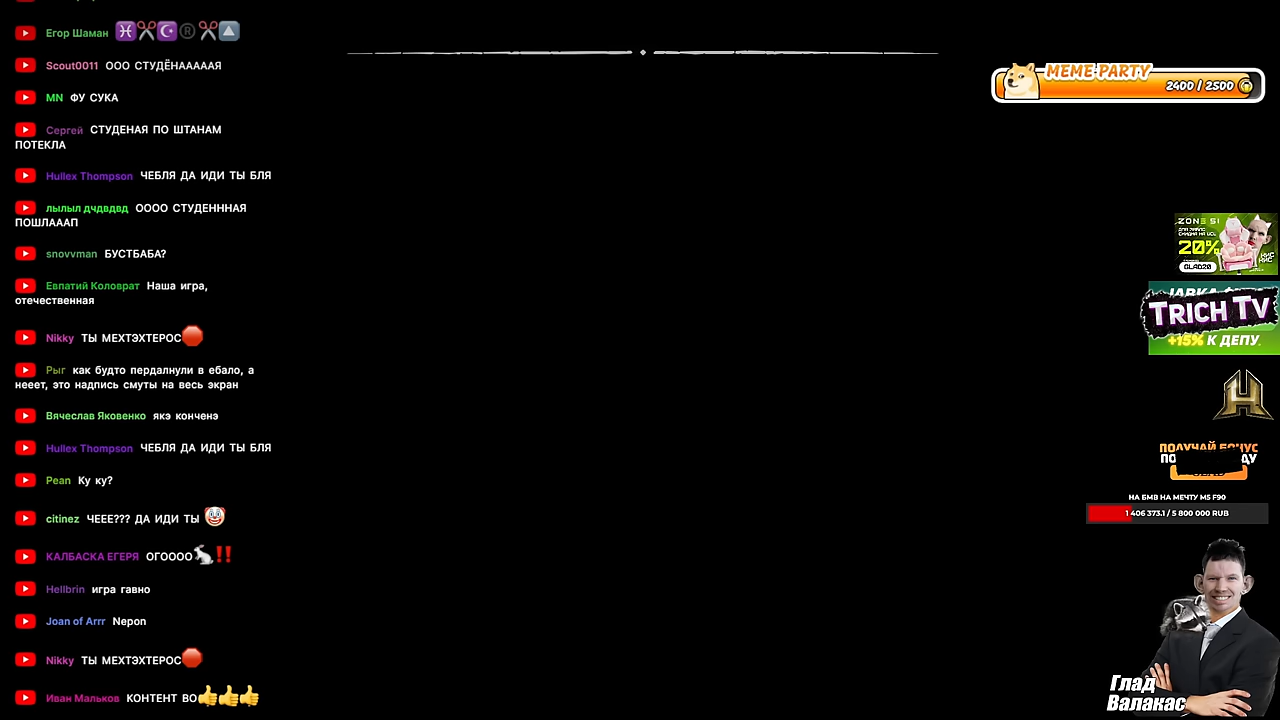 Егор Шаман ♓✂️☪️®️✂️🔼
Scout0011 ООО СТУДЁНААААА
MN ФУ СУКА
Сергей СТУДЕНАЯ ПО ШТАНАМ
ПОТЕКЛА
Hullex Thompson ЧЕБЛЯ ДА ИДИ ТЫ БЛЯ
лылыл дчдвдвд ОООО СТУДЕНННАЯ
ПОШЛАААП
snovvman БУСТБАБА?
Евпатий Коловрат Наша игра,
отечественная
Nikky ТЫ МЕХТЭХТЕРОС🛑
Рыг как будто пердалнули в ебало, а
нееет, это надпись смуты на весь экран
Вячеслав Яковенко якэ конченэ
Hullex Thompson ЧЕБЛЯ ДА ИДИ ТЫ БЛЯ
Pean Ку ку?
citinez ЧЕЕЕ??? ДА ИДИ ТЫ 🤡
КАЛБАСКА ЕГЕРЯ ОГОООО🐇‼️
Hellbrin игра гавно
Joan of Arrr Nepon
Nikky ТЫ МЕХТЭХТЕРОС🛑
Иван Мальков КОНТЕНТ ВО👍👍👍
MEME PARTY
2400 / 2500
ZONE 51
20%
GLAD20
TRICH TV
+15% К ДЕПУ.
ПОЛУЧАЙ БОНУС
НА БМВ НА МЕЧТУ M5 F90
1 406 373.1 / 5 800 000 RUB
Глад
Валакас